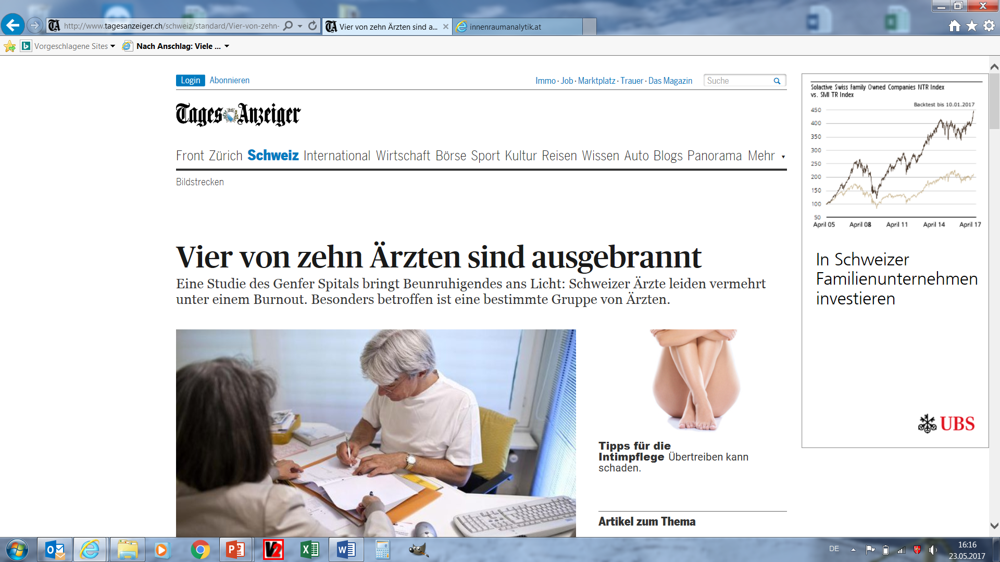 http://www.tagesanzeiger.ch/schweiz/standard/Vier-von-zehn-
Vier von zehn Ärzten sind a...
innenraumanalytik.at
Vorgeschlagene Sites
Nach Anschlag: Viele ...
Login Abonnieren
Immo · Job · Marktplatz · Trauer · Das Magazin
Suche
Tages Anzeiger
Front Zürich Schweiz International Wirtschaft Börse Sport Kultur Reisen Wissen Auto Blogs Panorama Mehr
Bildstrecken
Vier von zehn Ärzten sind ausgebrannt
Eine Studie des Genfer Spitals bringt Beunruhigendes ans Licht: Schweizer Ärzte leiden vermehrt
unter einem Burnout. Besonders betroffen ist eine bestimmte Gruppe von Ärzten.
Tipps für die
Intimpflege Übertreiben kann
schaden.
Artikel zum Thema
Solactive Swiss Family Owned Companies NTR Index
vs. SMI TR Index
Backtest bis 10.01.2017
450
400
350
300
250
200
150
100
50
April 05 April 08 April 11 April 14 April 17
In Schweizer
Familienunternehmen
investieren
UBS
DE
16:16
23.05.2017